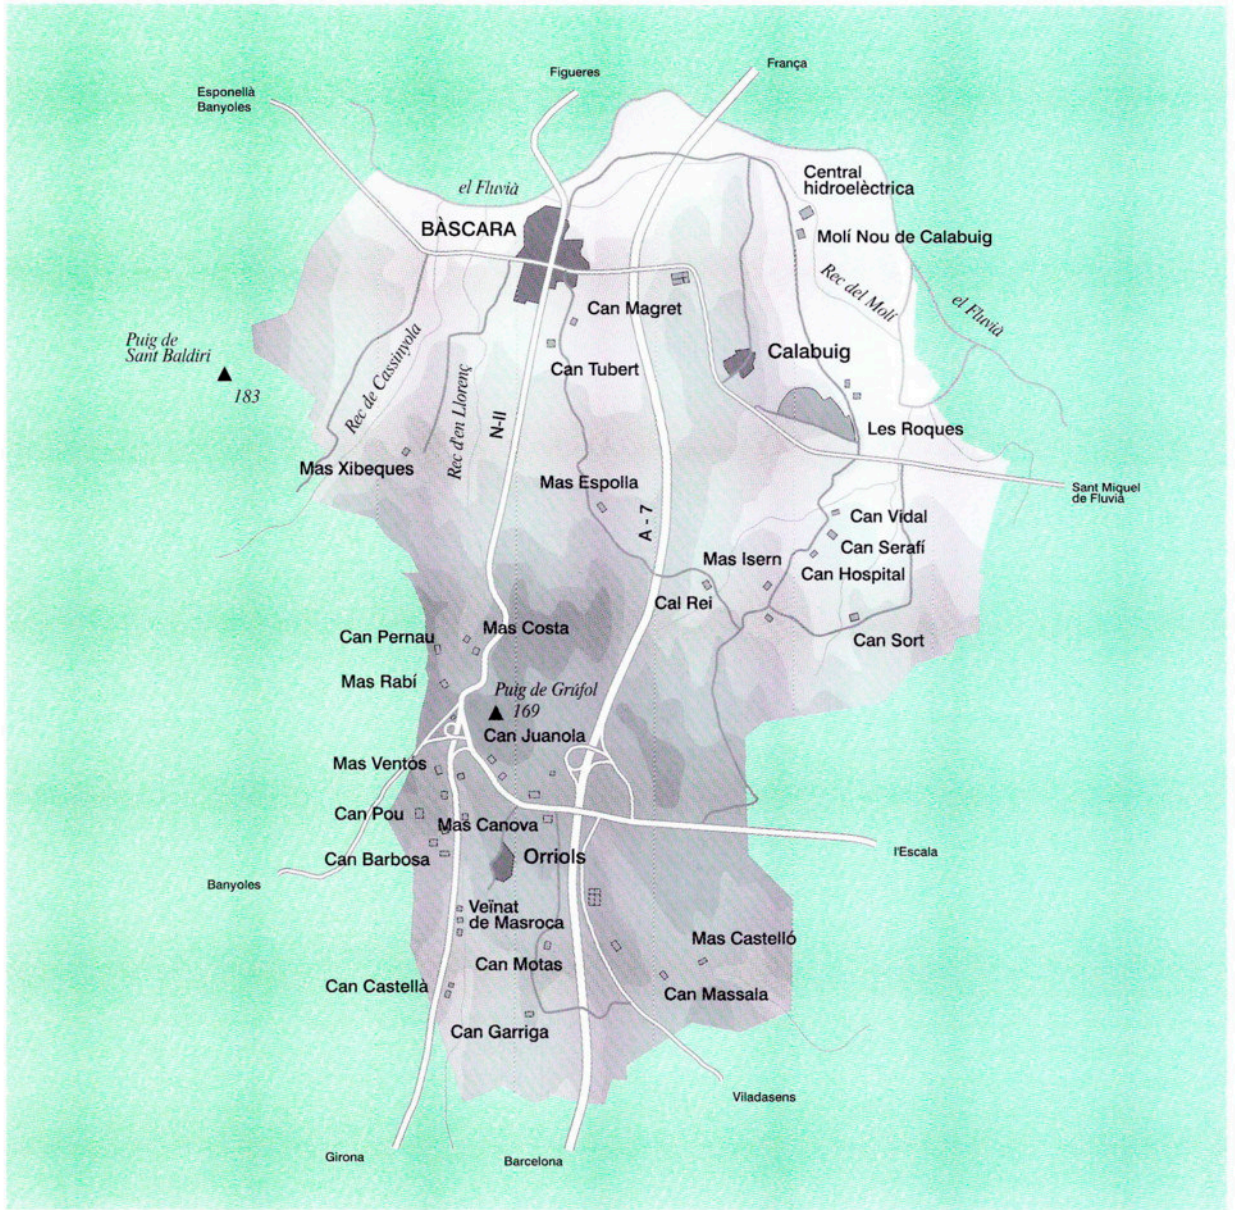 Figueres
França
Esponellà
Banyoles
Central
hidroelèctrica
el Fluvià
BÀSCARA
Molí Nou de Calabuig
Rec del Molí
el Fluvià
Can Magret
Puig de
Sant Baldiri
183
Rec de Cassinyola
Rec d'en Llorenç
N-II
Can Tubert
Calabuig
Les Roques
Mas Xibeques
Mas Espolla
A - 7
Sant Miquel
de Fluvià
Can Vidal
Can Serafí
Mas Isern
Can Hospital
Cal Rei
Can Sort
Can Pernau
Mas Costa
Mas Rabí
Puig de Grúfol
169
Can Juanola
Mas Ventós
Can Pou
Mas Canova
Can Barbosa
Orriols
l'Escala
Banyoles
Veïnat
de Masroca
Mas Castelló
Can Motas
Can Castellà
Can Massala
Can Garriga
Viladasens
Girona
Barcelona